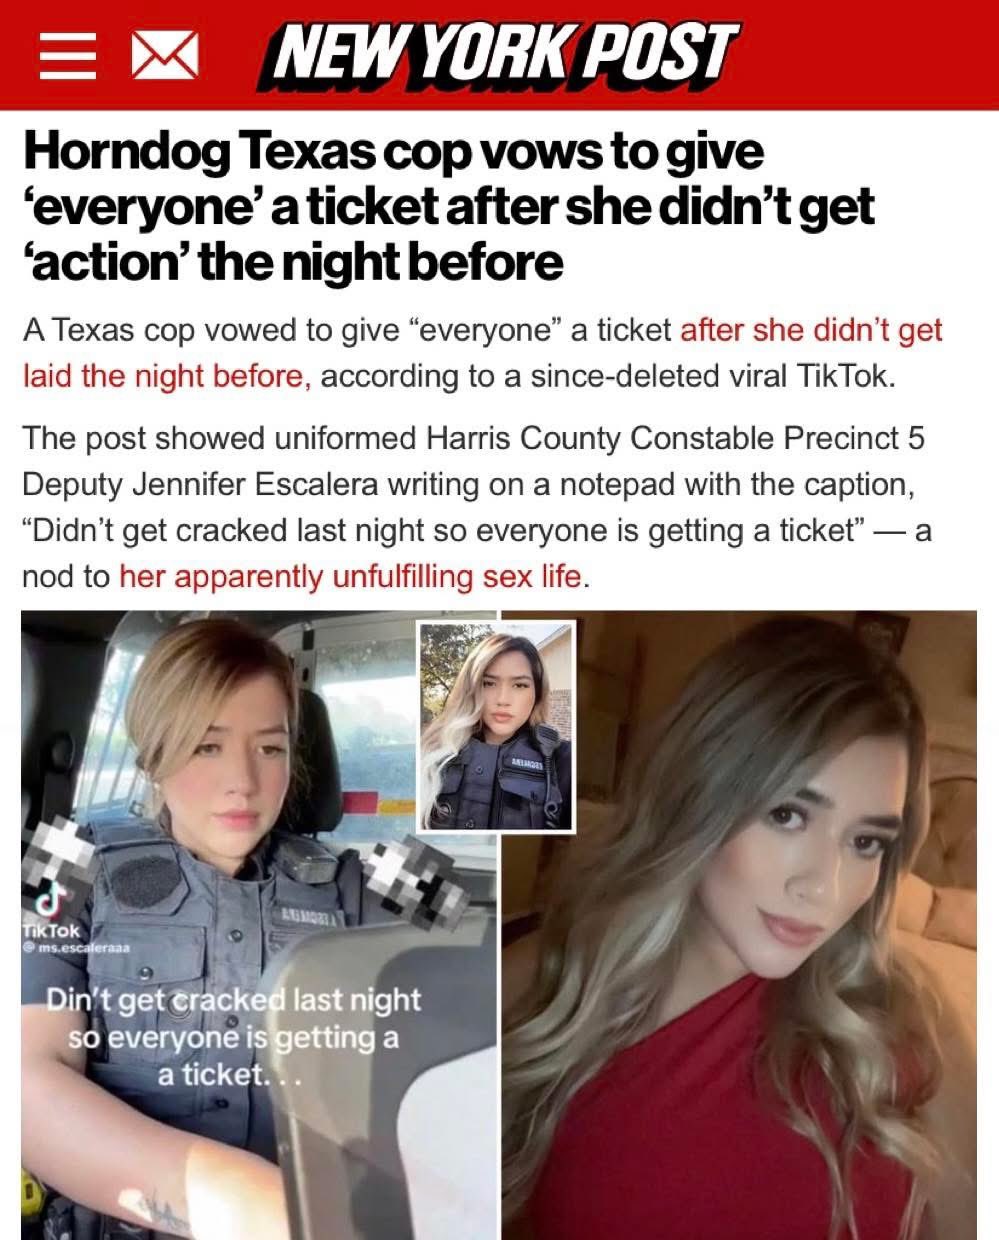 NEW YORK POST
Horndog Texas cop vows to give
‘everyone’ a ticket after she didn’t get
‘action’ the night before
A Texas cop vowed to give “everyone” a ticket after she didn’t get
laid the night before, according to a since-deleted viral TikTok.
The post showed uniformed Harris County Constable Precinct 5
Deputy Jennifer Escalera writing on a notepad with the caption,
“Didn’t get cracked last night so everyone is getting a ticket” — a
nod to her apparently unfulfilling sex life.
TikTok
@ ms.escaleraaa
Din't get cracked last night
so everyone is getting a
a ticket. . .